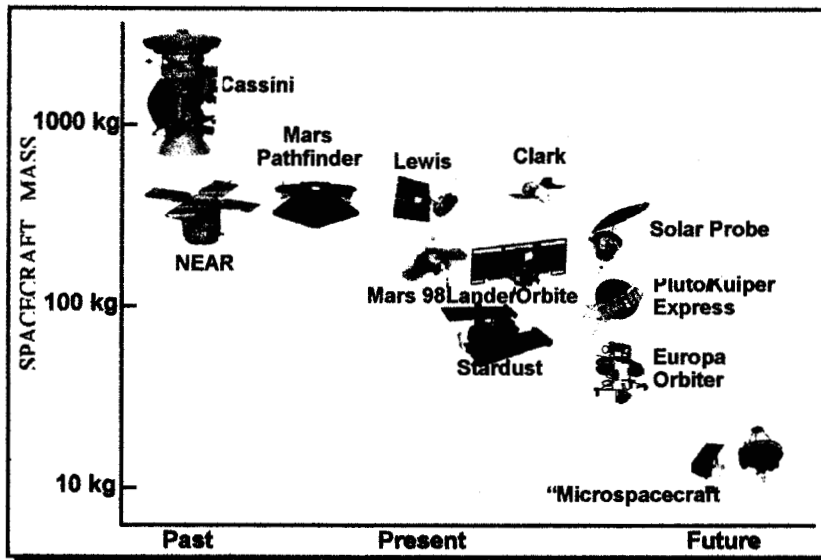 SPACECRAFT MASS
1000 kg
100 kg
10 kg
Cassini
Mars
Pathfinder
Lewis
Clark
NEAR
Solar Probe
Mars 98Lander/Orbite
Pluto/Kuiper
Express
Stardust
Europa
Orbiter
“Microspacecraft
Past
Present
Future